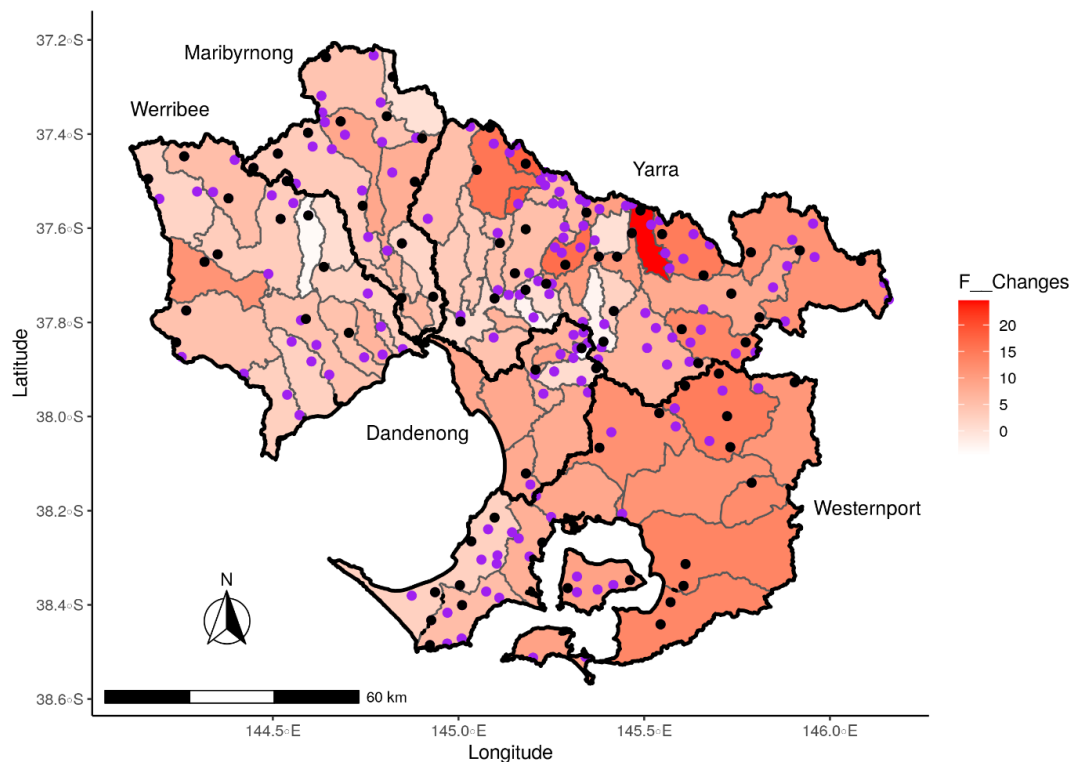 37.2°S
Maribyrnong
Werribee
37.4°S
Yarra
37.6°S
F__Changes
20
15
10
5
0
37.8°S
Latitude
38.0°S
Dandenong
38.2°S
Westernport
N
38.4°S
38.6°S
60 km
144.5°E
145.0°E
145.5°E
146.0°E
Longitude